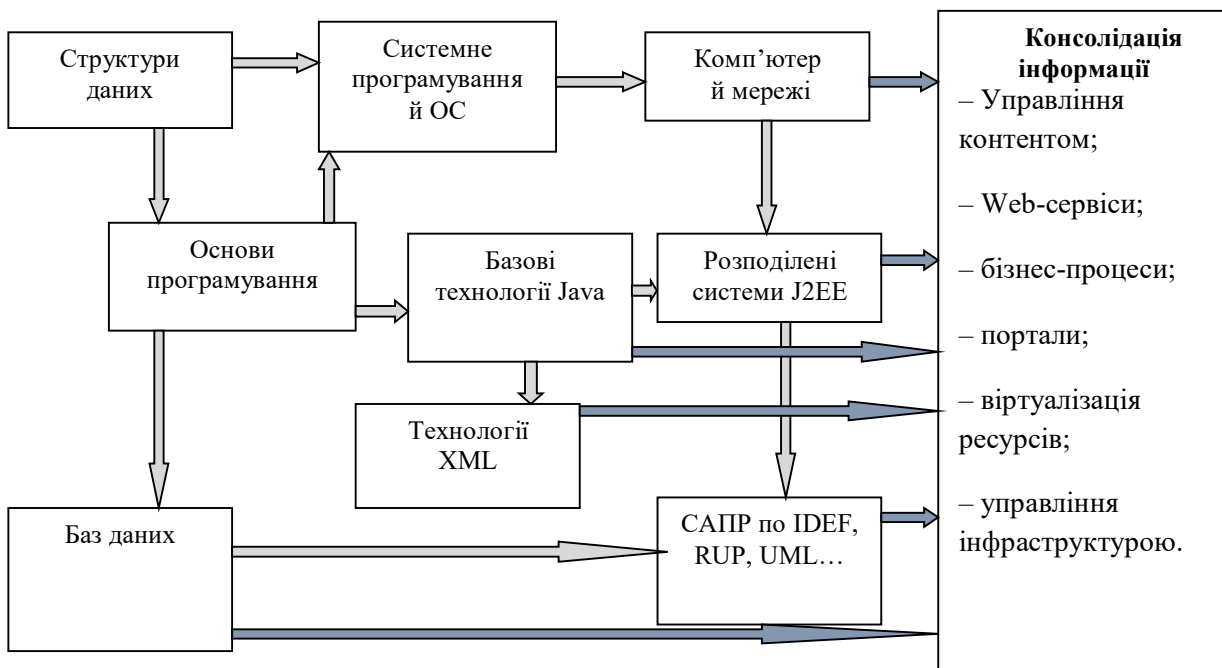 Структури
даних
Системне
програмування
й ОС
Комп’ютер
й мережі
Основи
програмування
Базові
технології Java
Розподілені
системи J2EE
Технології
XML
Баз даних
САПР по IDEF,
RUP, UML…
Консолідація
інформації
– Управління
контентом;
– Web-сервіси;
– бізнес-процеси;
– портали;
– віртуалізація
ресурсів;
– управління
інфраструктурою.